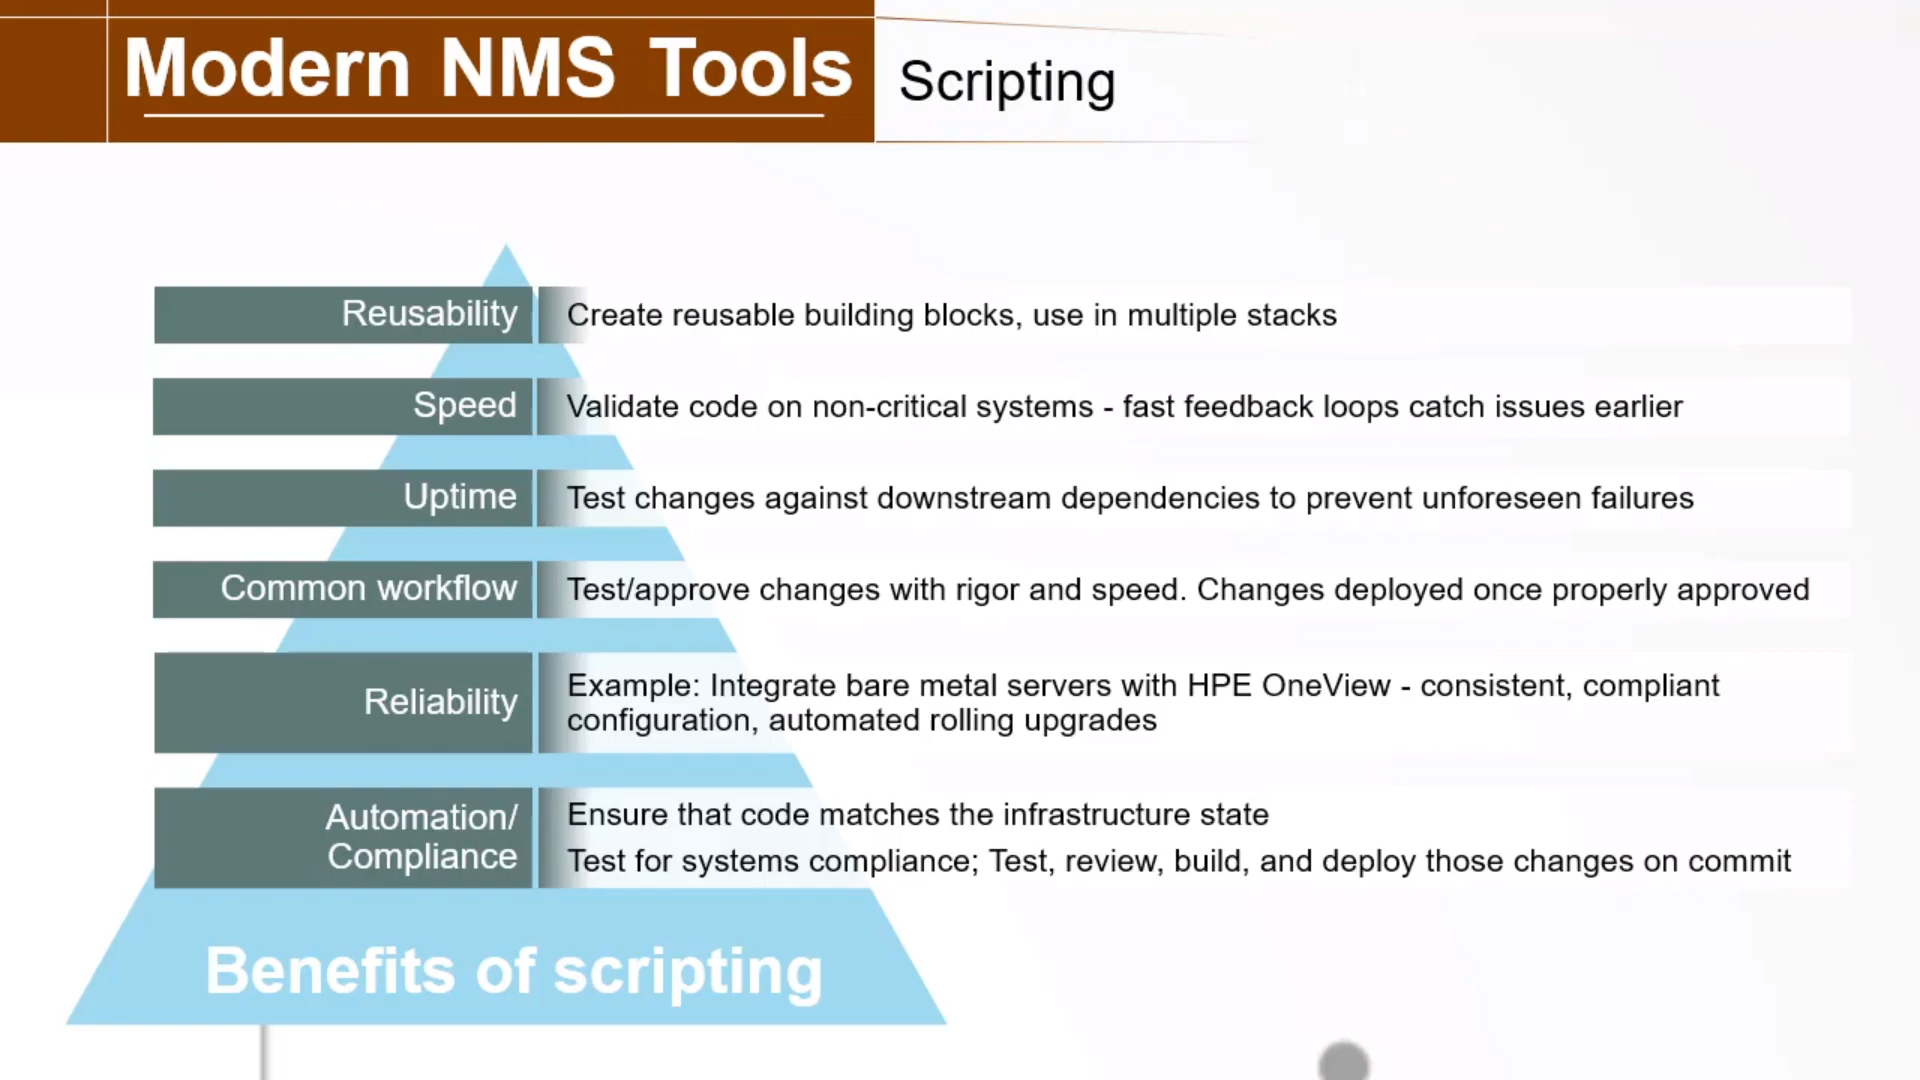 Modern NMS Tools
Scripting
Reusability
Create reusable building blocks, use in multiple stacks
Speed
Validate code on non-critical systems - fast feedback loops catch issues earlier
Uptime
Test changes against downstream dependencies to prevent unforeseen failures
Common workflow
Test/approve changes with rigor and speed. Changes deployed once properly approved
Reliability
Example: Integrate bare metal servers with HPE OneView - consistent, compliant
configuration, automated rolling upgrades
Automation/
Compliance
Ensure that code matches the infrastructure state
Test for systems compliance; Test, review, build, and deploy those changes on commit
Benefits of scripting